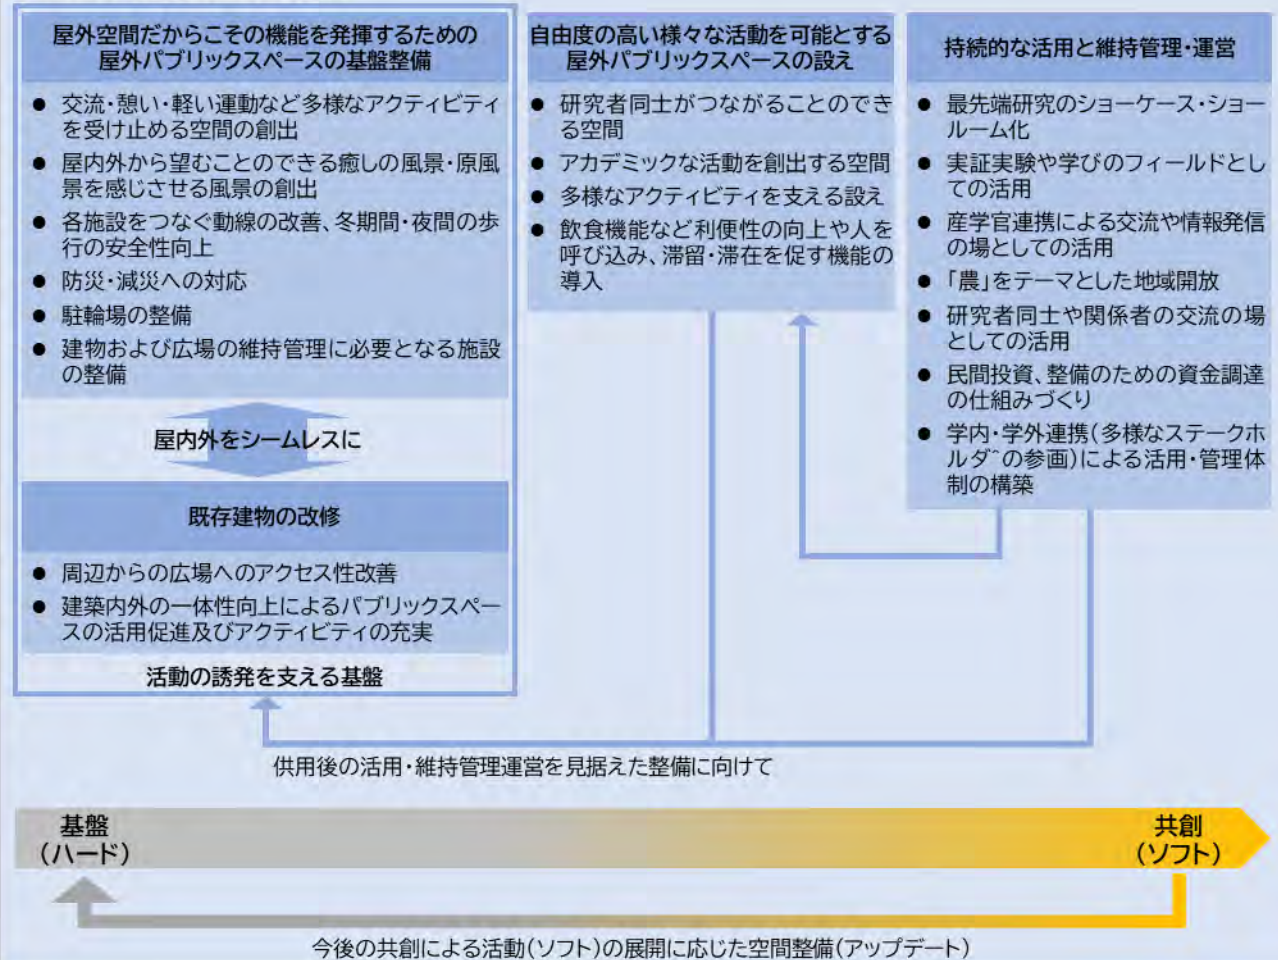 屋外空間だからこその機能を発揮するための
屋外パブリックスペースの基盤整備
● 交流・憩い・軽い運動など多様なアクティビティ
を受け止める空間の創出
● 屋内外から望むことのできる癒しの風景・原風
景を感じさせる風景の創出
● 各施設をつなぐ動線の改善、冬期間・夜間の歩
行の安全性向上
● 防災・減災への対応
● 駐輪場の整備
● 建物および広場の維持管理に必要となる施設
の整備
屋内外をシームレスに
既存建物の改修
● 周辺からの広場へのアクセス性改善
● 建築内外の一体性向上によるパブリックスペー
スの活用促進及びアクティビティの充実
活動の誘発を支える基盤
自由度の高い様々な活動を可能とする
屋外パブリックスペースの設え
● 研究者同士がつながることのでき
る空間
● アカデミックな活動を創出する空間
● 多様なアクティビティを支える設え
● 飲食機能など利便性の向上や人を
呼び込み、滞留・滞在を促す機能の
導入
持続的な活用と維持管理・運営
● 最先端研究のショーケース・ショー
ルーム化
● 実証実験や学びのフィールドとし
ての活用
● 産学官連携による交流や情報発信
の場としての活用
● 「農」をテーマとした地域開放
● 研究者同士や関係者の交流の場
としての活用
● 民間投資、整備のための資金調達
の仕組みづくり
● 学内・学外連携(多様なステークホ
ルダ^の参画)による活用・管理体
制の構築
供用後の活用・維持管理運営を見据えた整備に向けて
基盤
(ハード)
共創
(ソフト)
今後の共創による活動(ソフト)の展開に応じた空間整備(アップデート)